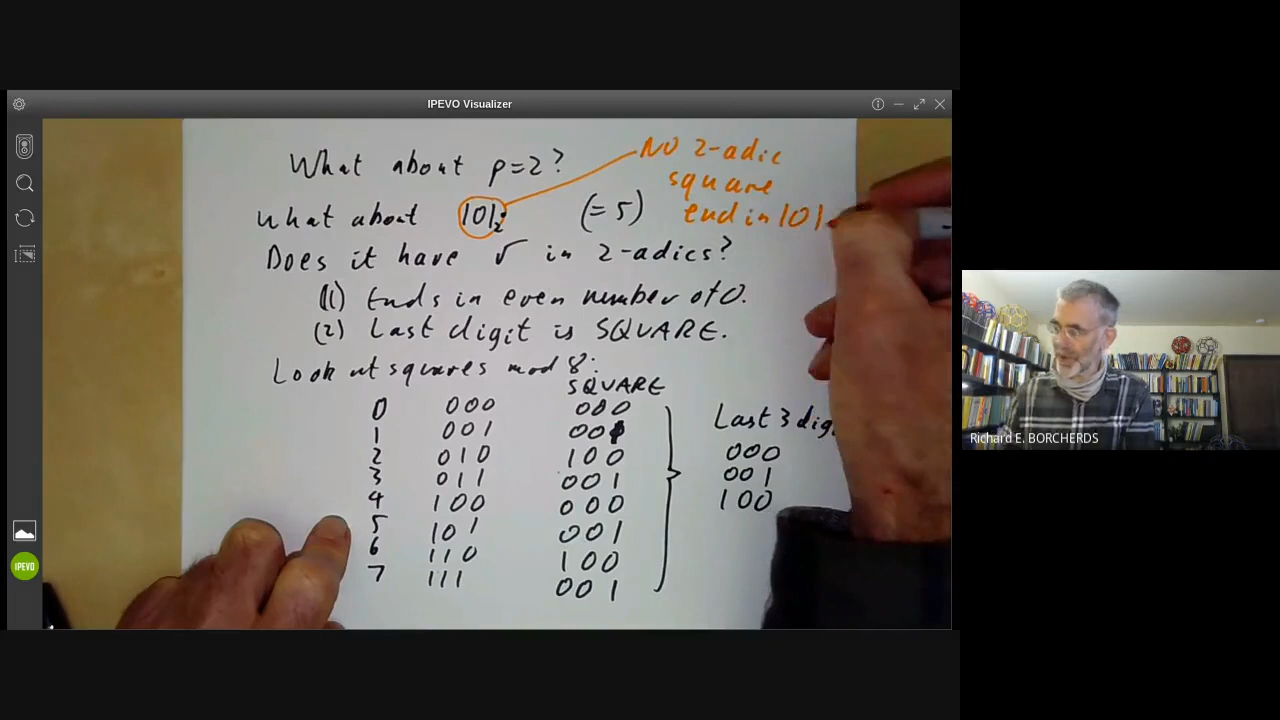 IPEVO Visualizer
What about p=2?
NO 2-adic
square
end in 101
What about 101₂ (=5)
Does it have √ in 2-adics?
(1) Ends in even number of 0.
(2) Last digit is SQUARE.
Look at squares mod 8:
SQUARE
0 000 000
1 001 001
2 010 100
3 011 001
4 100 000
5 101 001
6 110 100
7 111 001
Last 3 dig
000
001
100
IPEVO
Richard E. BORCHERDS